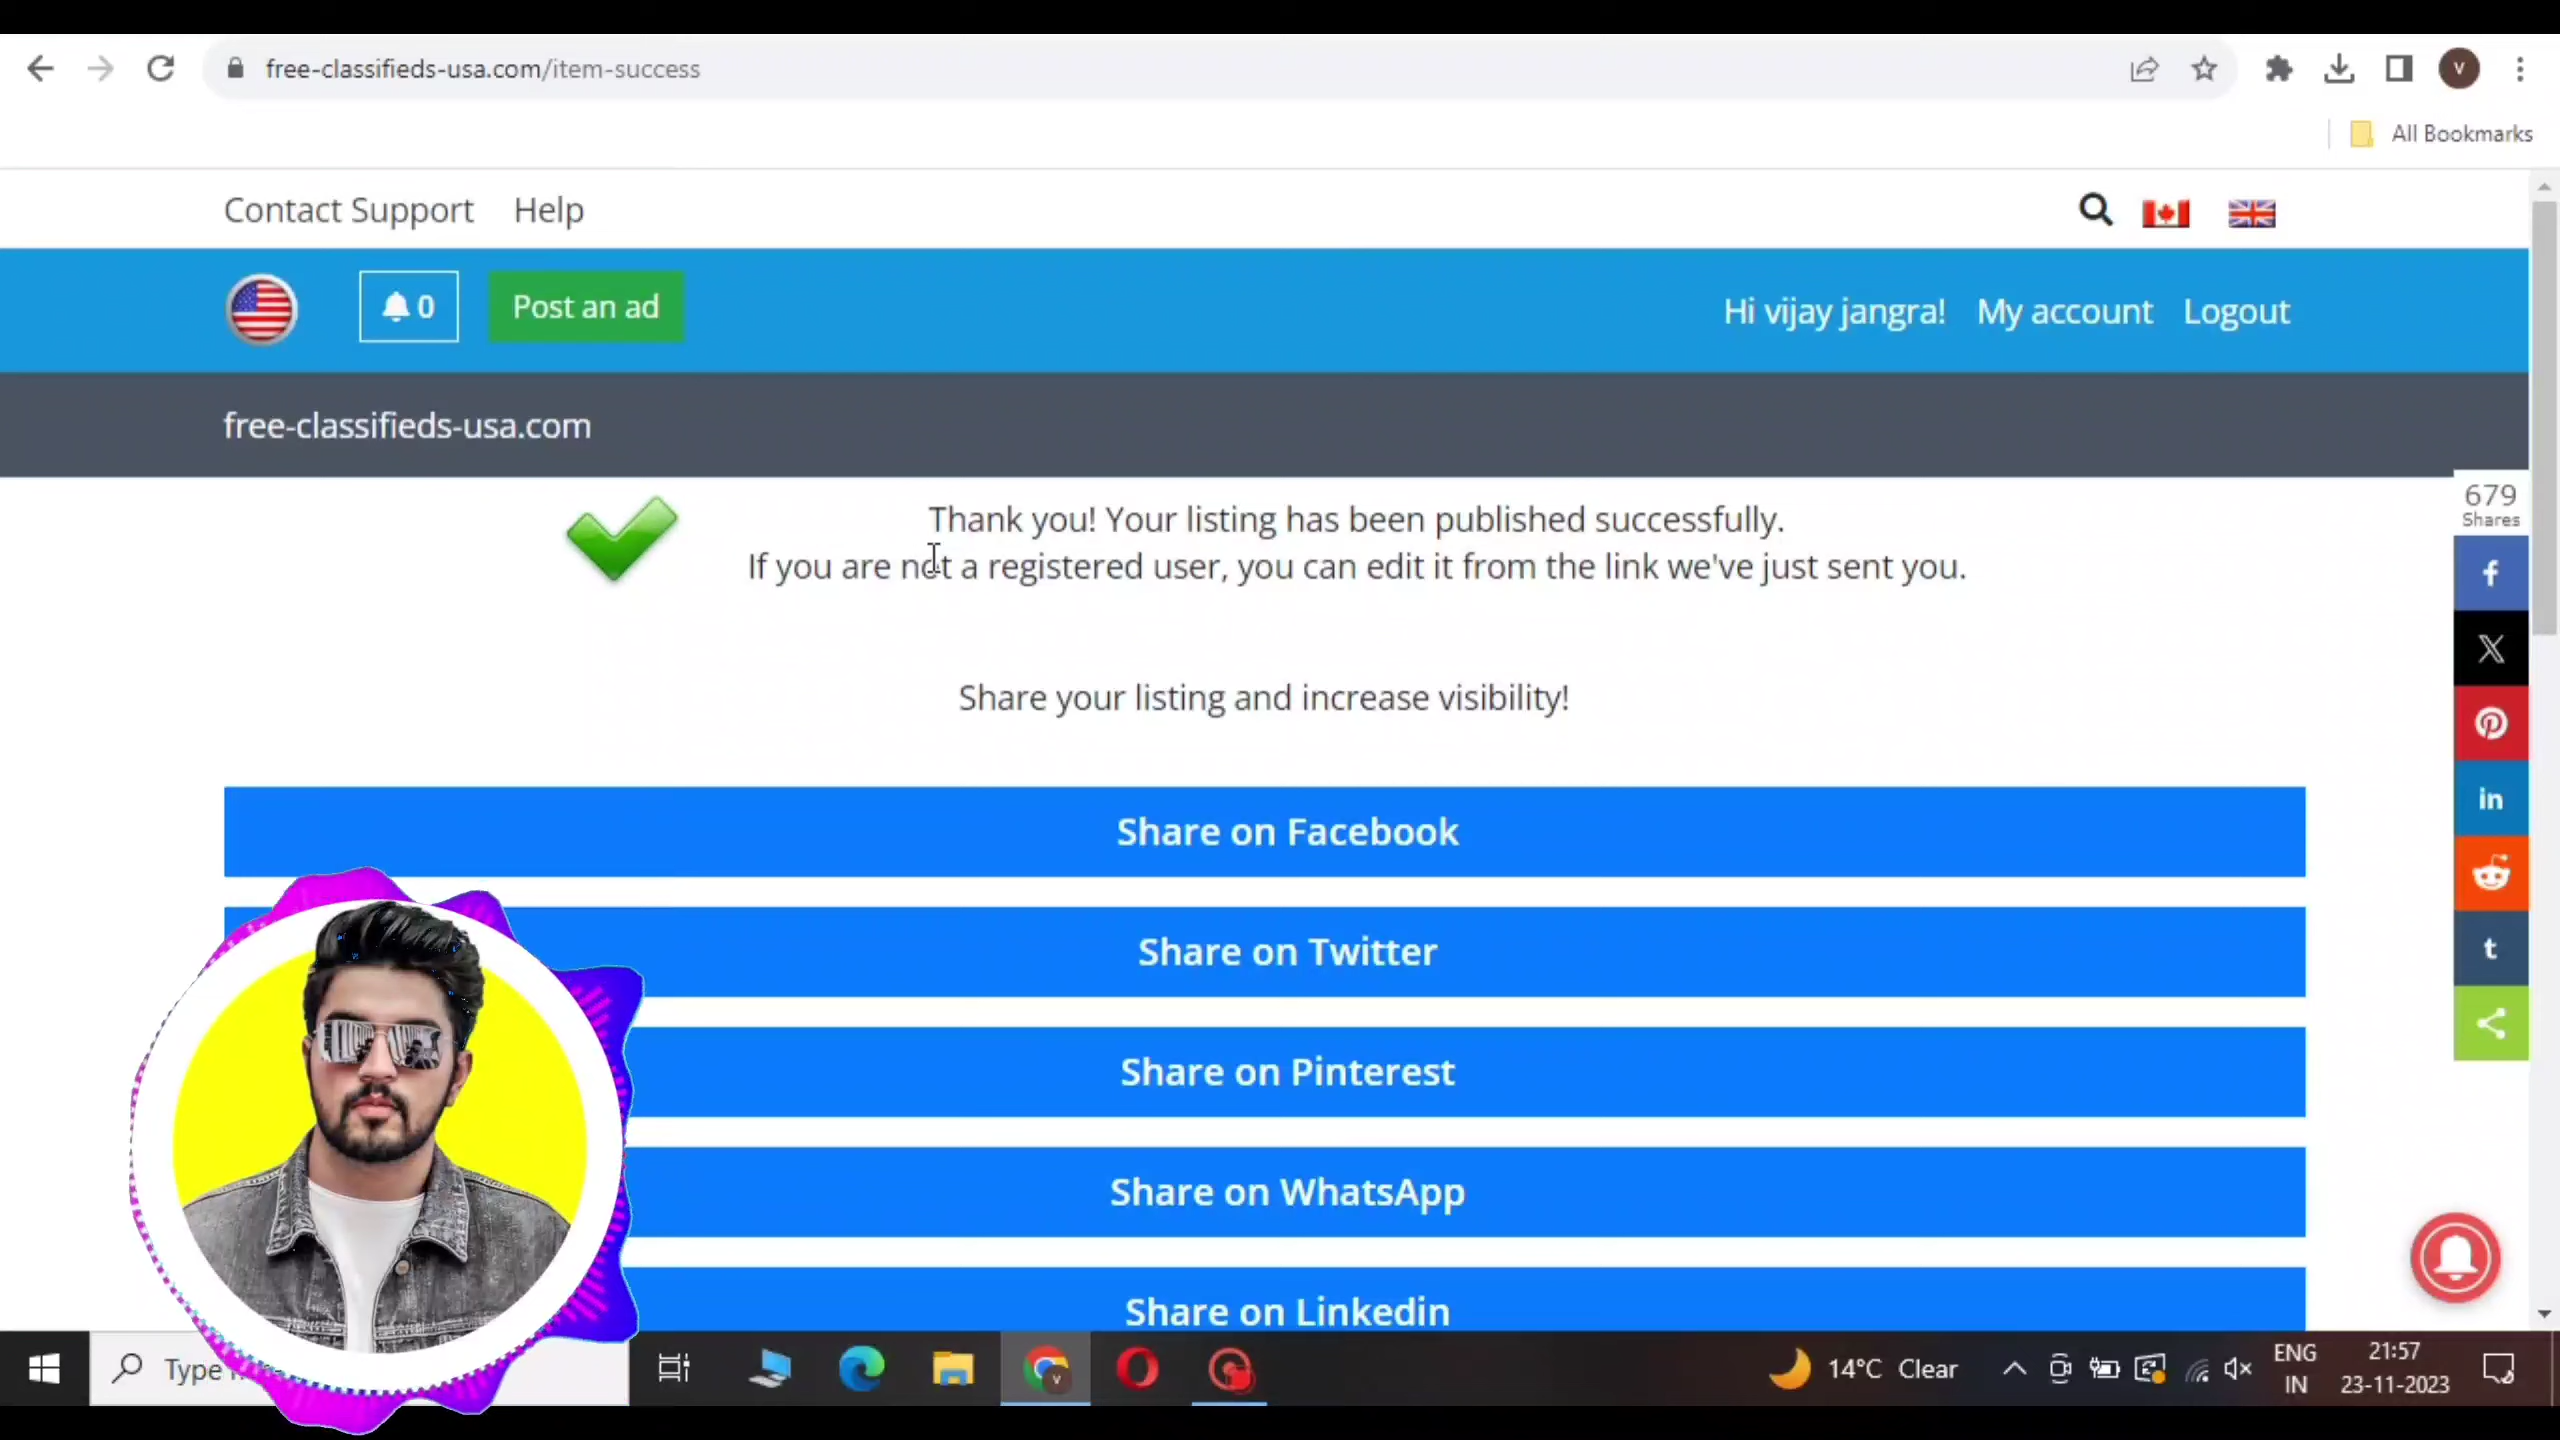 free-classifieds-usa.com/item-success
V
All Bookmarks
Contact Support Help
0
Post an ad
Hi vijay jangra! My account Logout
free-classifieds-usa.com
Thank you! Your listing has been published successfully.
If you are not a registered user, you can edit it from the link we've just sent you.
679
Shares
Share your listing and increase visibility!
Share on Facebook
Share on Twitter
Share on Pinterest
Share on WhatsApp
Share on Linkedin
Type
14°C Clear
ENG
IN
21:57
23-11-2023